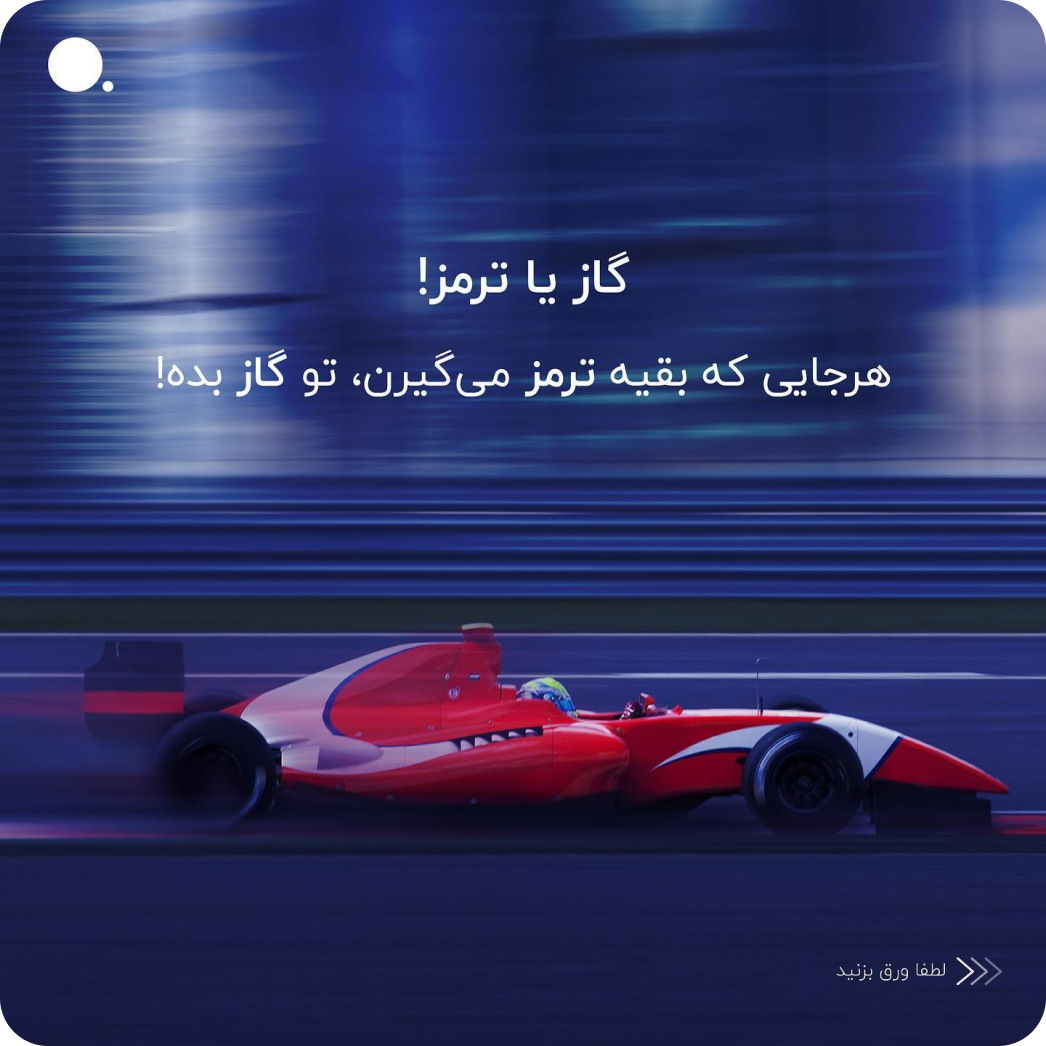 گاز یا ترمز!
هرجایی که بقیه ترمز می‌گیرن، تو گاز بده!
لطفا ورق بزنید